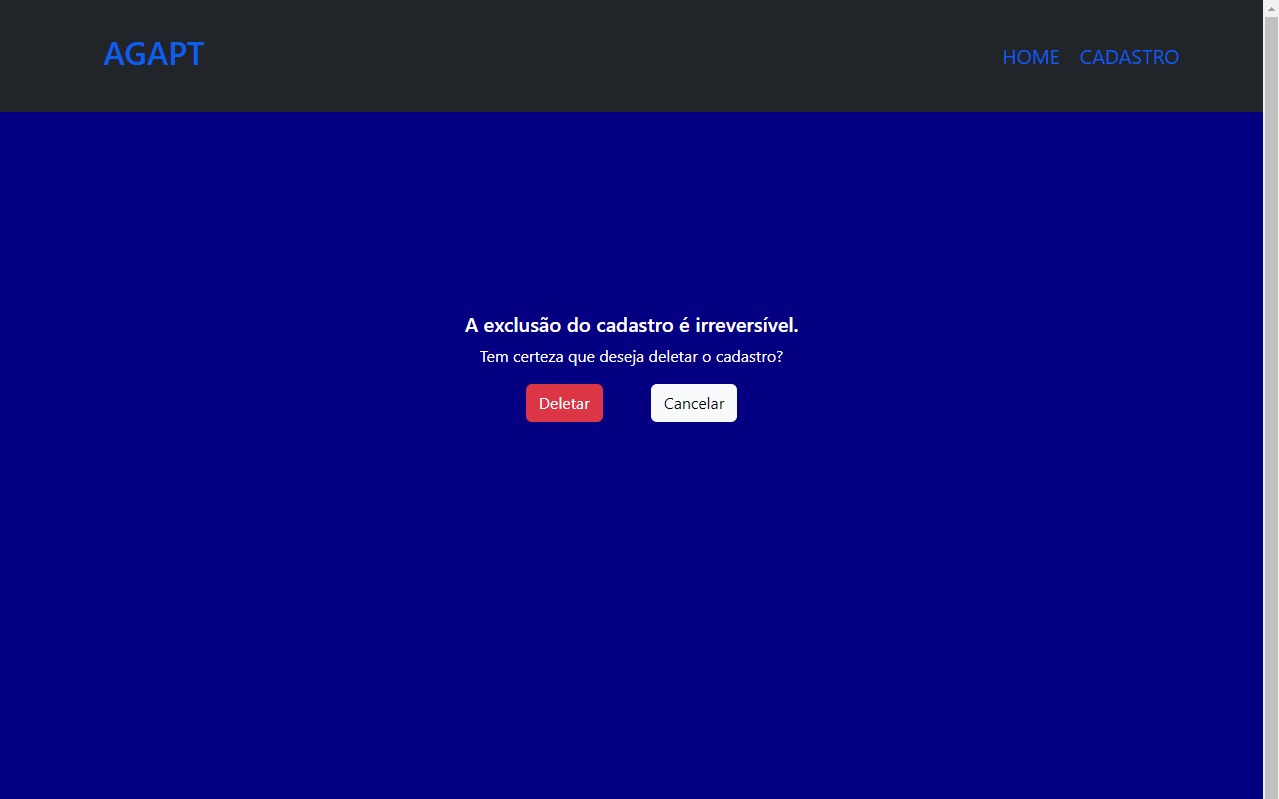 AGAPT
HOME CADASTRO
A exclusão do cadastro é irreversível.
Tem certeza que deseja deletar o cadastro?
Deletar Cancelar